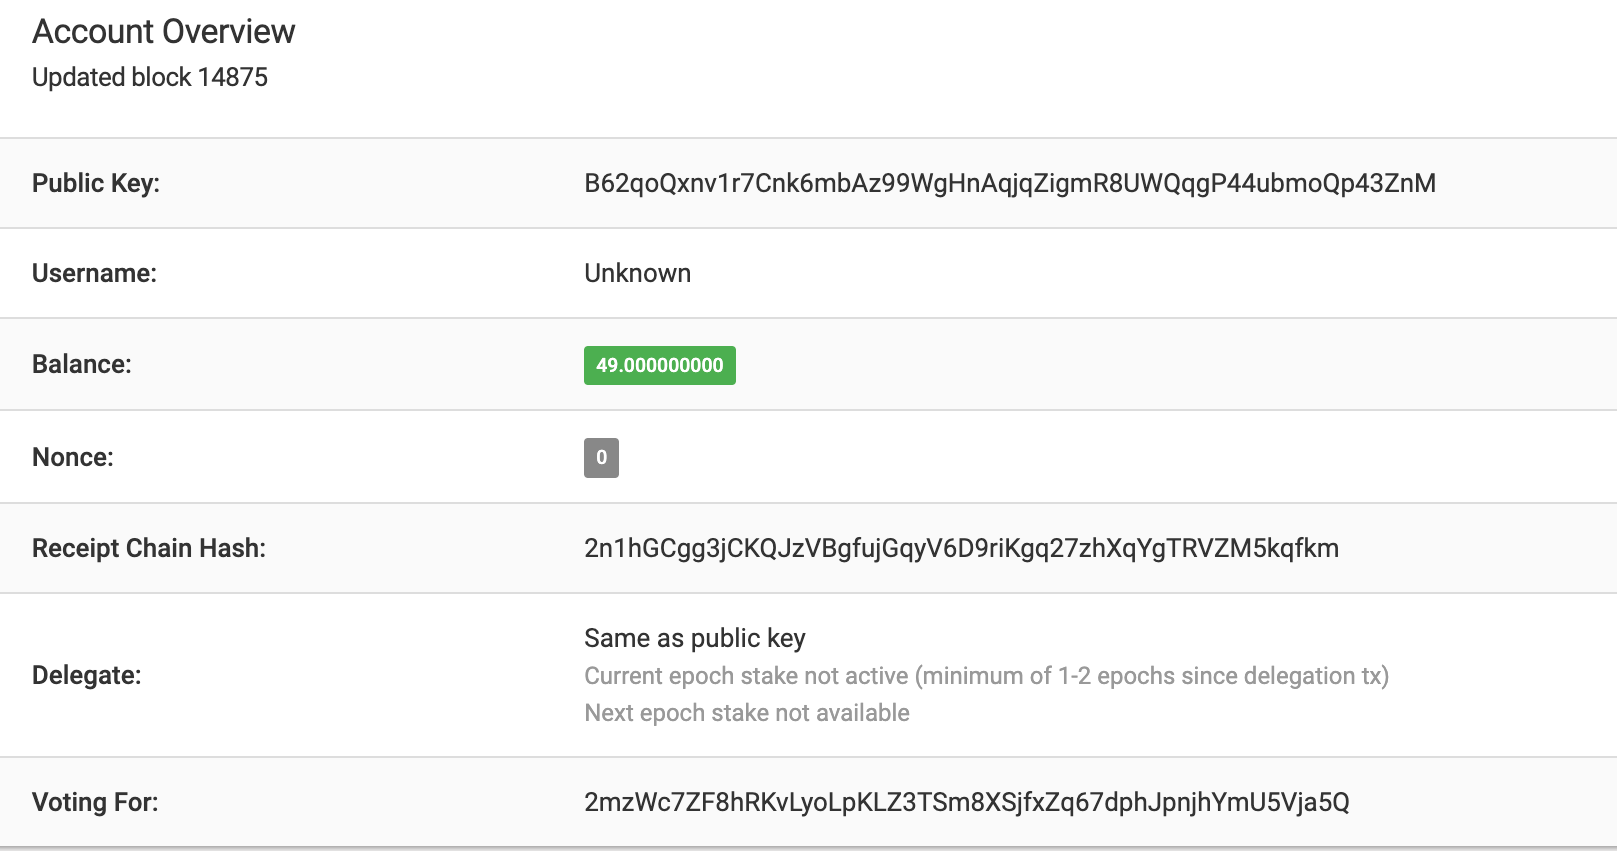 Account Overview
Updated block 14875
Public Key:
B62qoQxnv1r7Cnk6mbAz99WgHnAqjqZigmR8UWQqgP44ubmoQp43ZnM
Username:
Unknown
Balance:
49.000000000
Nonce:
0
Receipt Chain Hash:
2n1hGCgg3jCKQJzVBgfujGqyV6D9riKgq27zhXqYgTRVZM5kqfkm
Delegate:
Same as public key
Current epoch stake not active (minimum of 1-2 epochs since delegation tx)
Next epoch stake not available
Voting For:
2mzWc7ZF8hRKvLyoLpKLZ3TSm8XSjfxZq67dphJpnjhYmU5Vja5Q